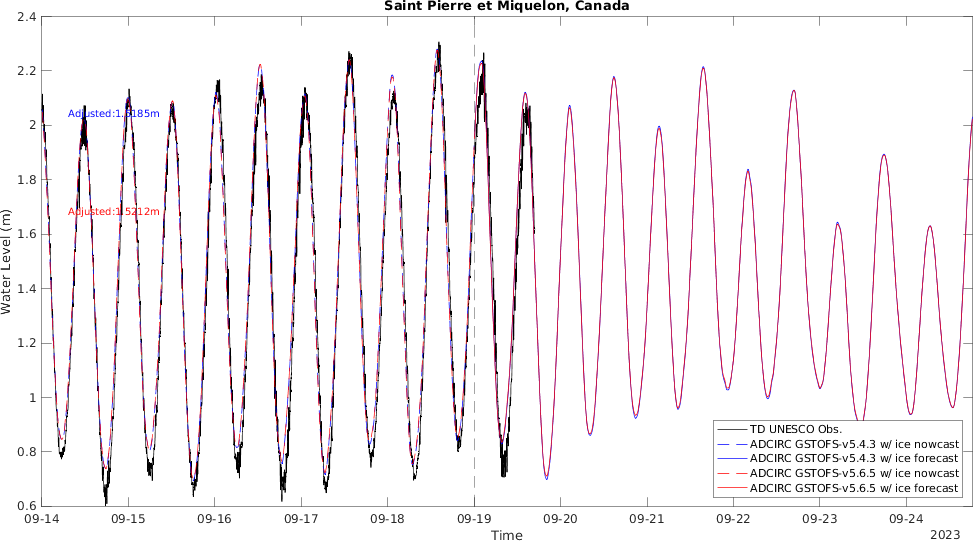 Saint Pierre et Miquelon, Canada
2.4
2.2
2
1.8
1.6
1.4
1.2
1
0.8
0.6
Water Level (m)
Adjusted:1.5212m
TD UNESCO Obs.
ADCIRC GSTOFS-v5.4.3 w/ ice nowcast
ADCIRC GSTOFS-v5.4.3 w/ ice forecast
ADCIRC GSTOFS-v5.6.5 w/ ice nowcast
ADCIRC GSTOFS-v5.6.5 w/ ice forecast
09-14 09-15 09-16 09-17 09-18 09-19 09-20 09-21 09-22 09-23 09-24
Time
2023